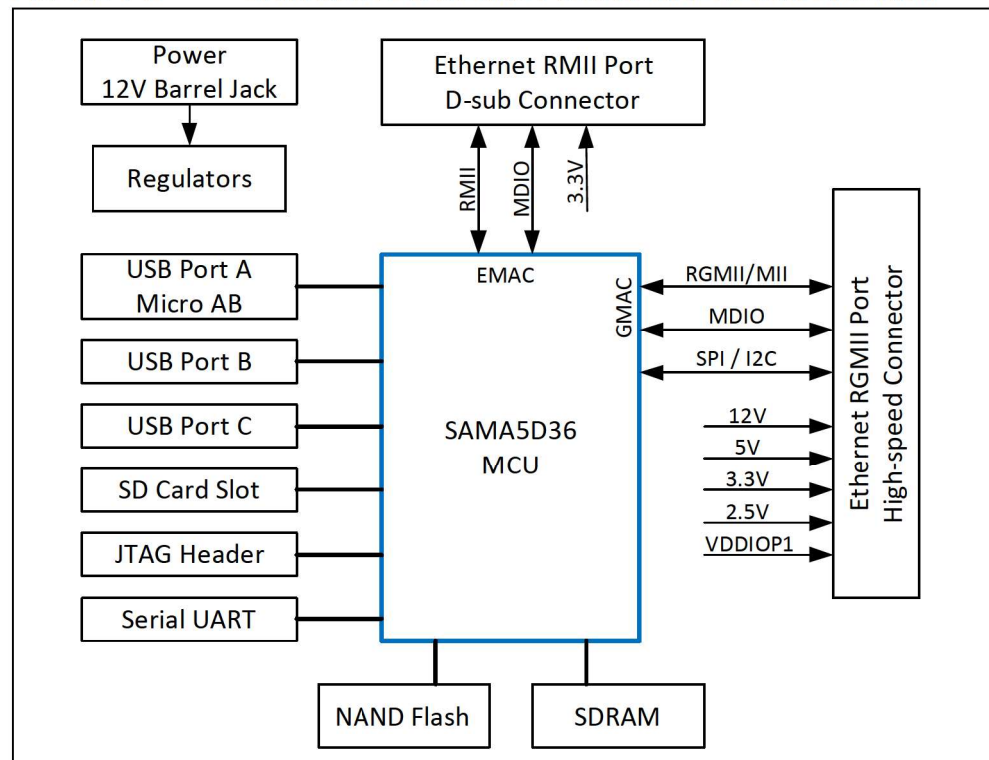 Power
12V Barrel Jack
Regulators
Ethernet RMII Port
D-sub Connector
RMII
MDIO
3.3V
USB Port A
Micro AB
USB Port B
USB Port C
SD Card Slot
JTAG Header
Serial UART
EMAC
GMAC
SAMA5D36
MCU
RGMII/MII
MDIO
SPI / I2C
12V
5V
3.3V
2.5V
VDDIOP1
Ethernet RGMII Port
High-speed Connector
NAND Flash
SDRAM